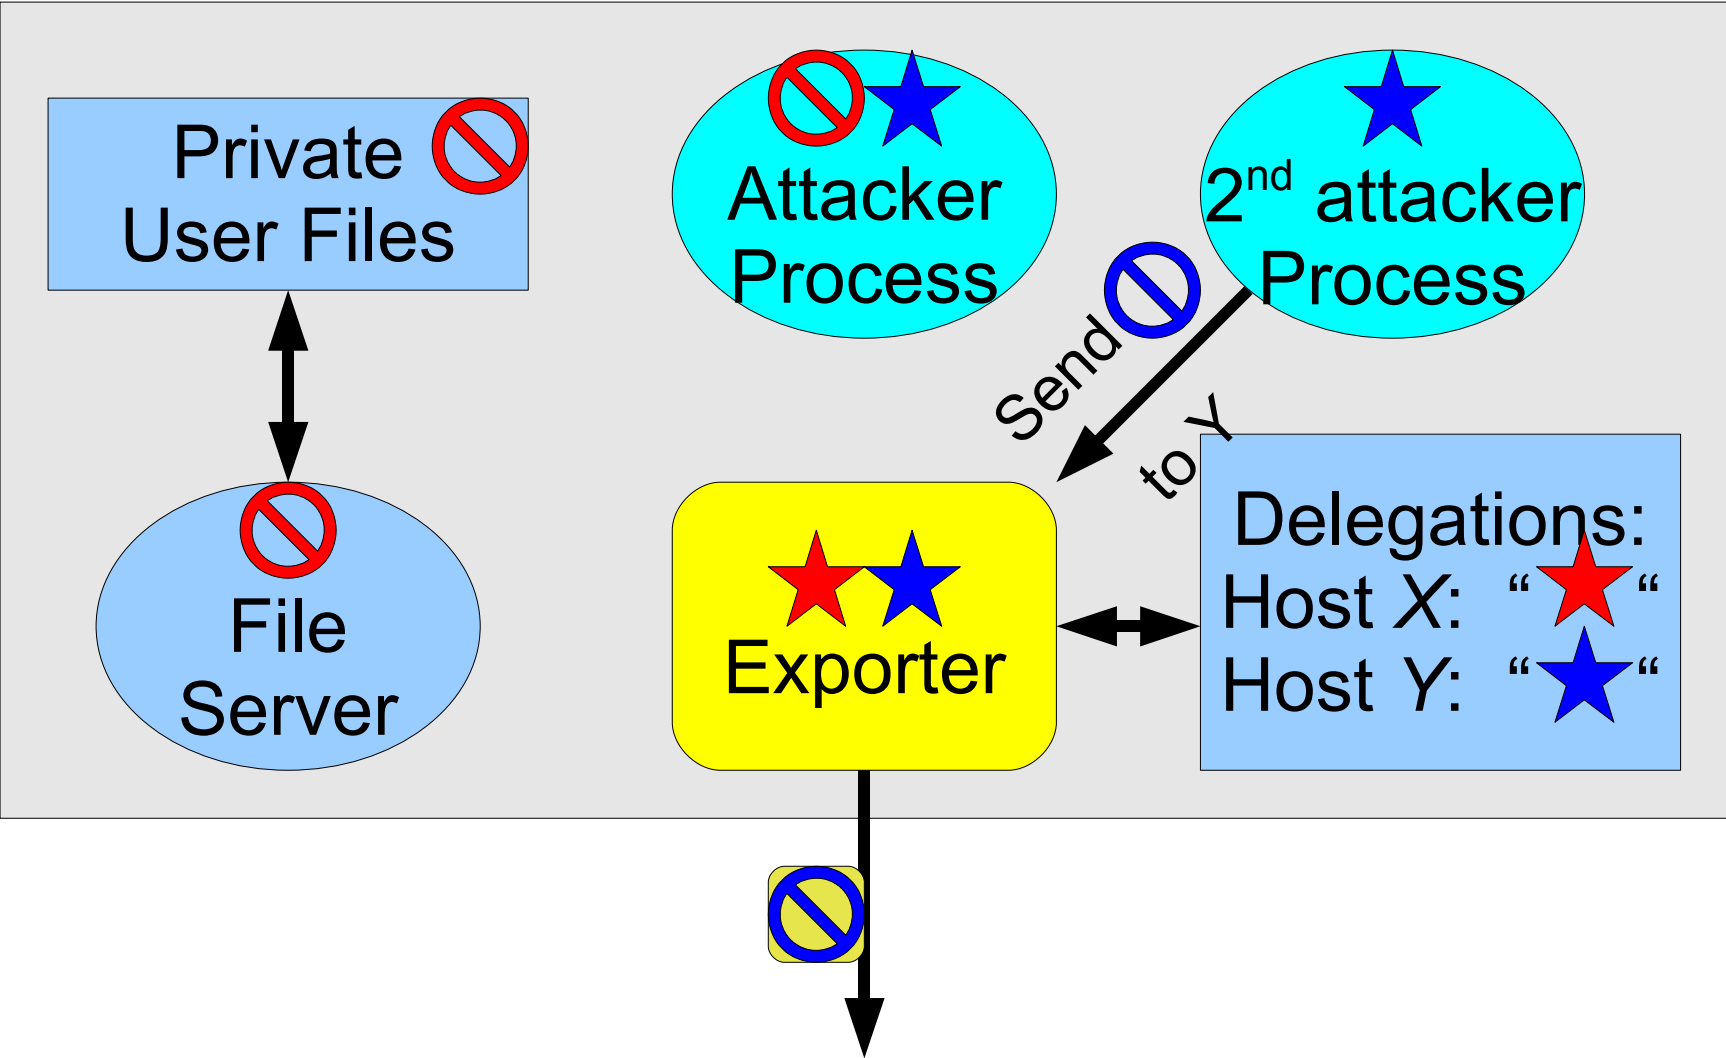 Private
User Files
Attacker
Process
2nd attacker
Process
Send
to Y
File
Server
Exporter
Delegations:
Host X: “ “
Host Y: “ “